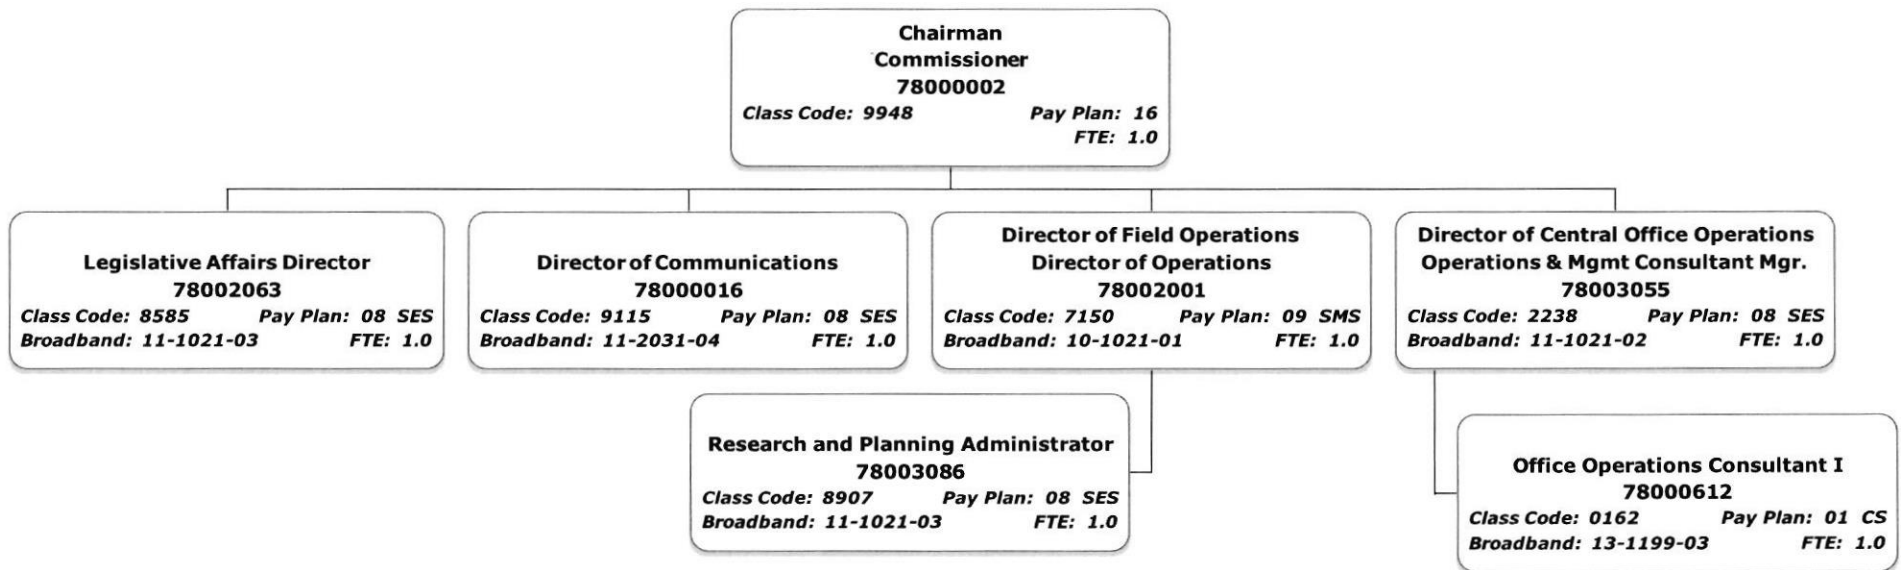 Chairman
Commissioner
78000002
Class Code: 9948 Pay Plan: 16
FTE: 1.0
Legislative Affairs Director
78002063
Class Code: 8585 Pay Plan: 08 SES
Broadband: 11-1021-03 FTE: 1.0
Director of Communications
78000016
Class Code: 9115 Pay Plan: 08 SES
Broadband: 11-2031-04 FTE: 1.0
Director of Field Operations
Director of Operations
78002001
Class Code: 7150 Pay Plan: 09 SMS
Broadband: 10-1021-01 FTE: 1.0
Director of Central Office Operations
Operations & Mgmt Consultant Mgr.
78003055
Class Code: 2238 Pay Plan: 08 SES
Broadband: 11-1021-02 FTE: 1.0
Research and Planning Administrator
78003086
Class Code: 8907 Pay Plan: 08 SES
Broadband: 11-1021-03 FTE: 1.0
Office Operations Consultant I
78000612
Class Code: 0162 Pay Plan: 01 CS
Broadband: 13-1199-03 FTE: 1.0